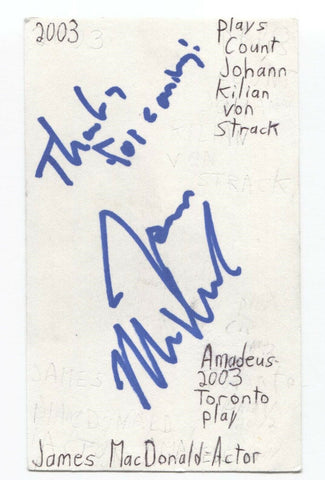 2003
plays
Count
Johann
Kilian
von
Strack
Thanks
for coming!
Amadeus-
2003
Toronto
play
James MacDonald-Actor